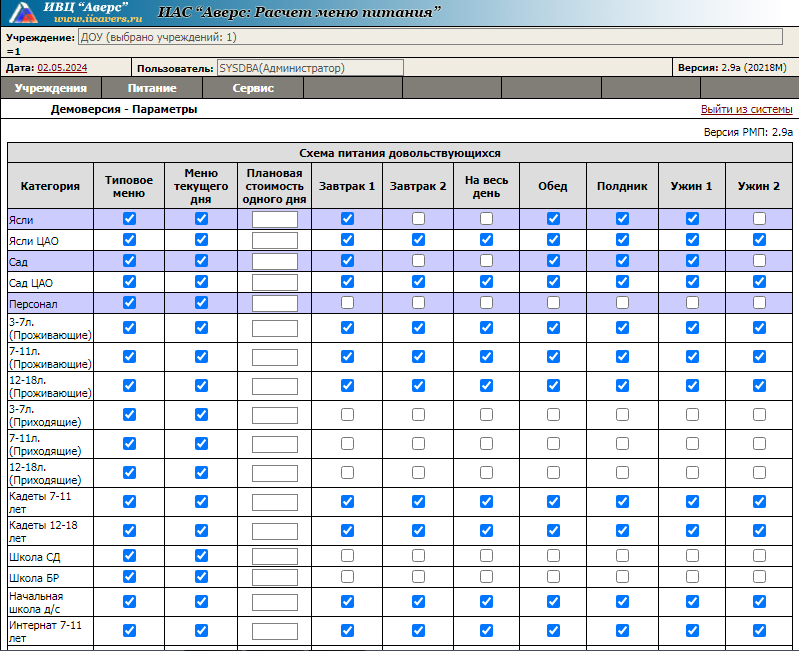 ИВЦ “Аверс”
www.iicavers.ru
ИАС “Аверс: Расчет меню питания”
Учреждение: ДОУ (выбрано учреждений: 1)
=1
Дата: 02.05.2024 Пользователь: SYSDBA(Администратор) Версия: 2.9a (20218M)
Учреждения Питание Сервис
Демоверсия - Параметры Выйти из системы
Версия РМП: 2.9a
Схема питания довольствующихся
Категория
Типовое
меню
Меню
текущего
дня
Плановая
стоимость
одного дня
Завтрак 1
Завтрак 2
На весь
день
Обед
Полдник
Ужин 1
Ужин 2
Ясли
Ясли ЦАО
Сад
Сад ЦАО
Персонал
3-7л.
(Проживающие)
7-11л.
(Проживающие)
12-18л.
(Проживающие)
3-7л.
(Приходящие)
7-11л.
(Приходящие)
12-18л.
(Приходящие)
Кадеты 7-11
лет
Кадеты 12-18
лет
Школа СД
Школа БР
Начальная
школа д/с
Интернат 7-11
лет